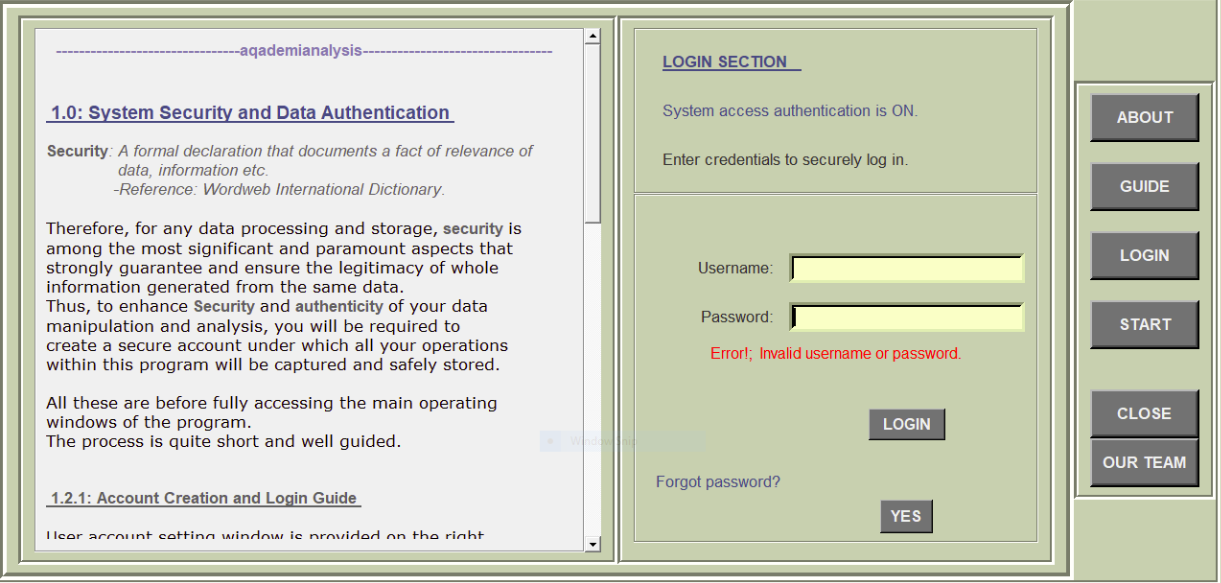 --------------------------------aqademianalysis---------------------------------
1.0: System Security and Data Authentication
Security: A formal declaration that documents a fact of relevance of
data, information etc.
-Reference: Wordweb International Dictionary.
Therefore, for any data processing and storage, security is
among the most significant and paramount aspects that
strongly guarantee and ensure the legitimacy of whole
information generated from the same data.
Thus, to enhance Security and authenticity of your data
manipulation and analysis, you will be required to
create a secure account under which all your operations
within this program will be captured and safely stored.
All these are before fully accessing the main operating
windows of the program.
The process is quite short and well guided.
1.2.1: Account Creation and Login Guide
User account setting window is provided on the right
Window Snip
LOGIN SECTION
System access authentication is ON.
Enter credentials to securely log in.
Username:
Password:
Error!; Invalid username or password.
LOGIN
Forgot password?
YES
ABOUT
GUIDE
LOGIN
START
CLOSE
OUR TEAM